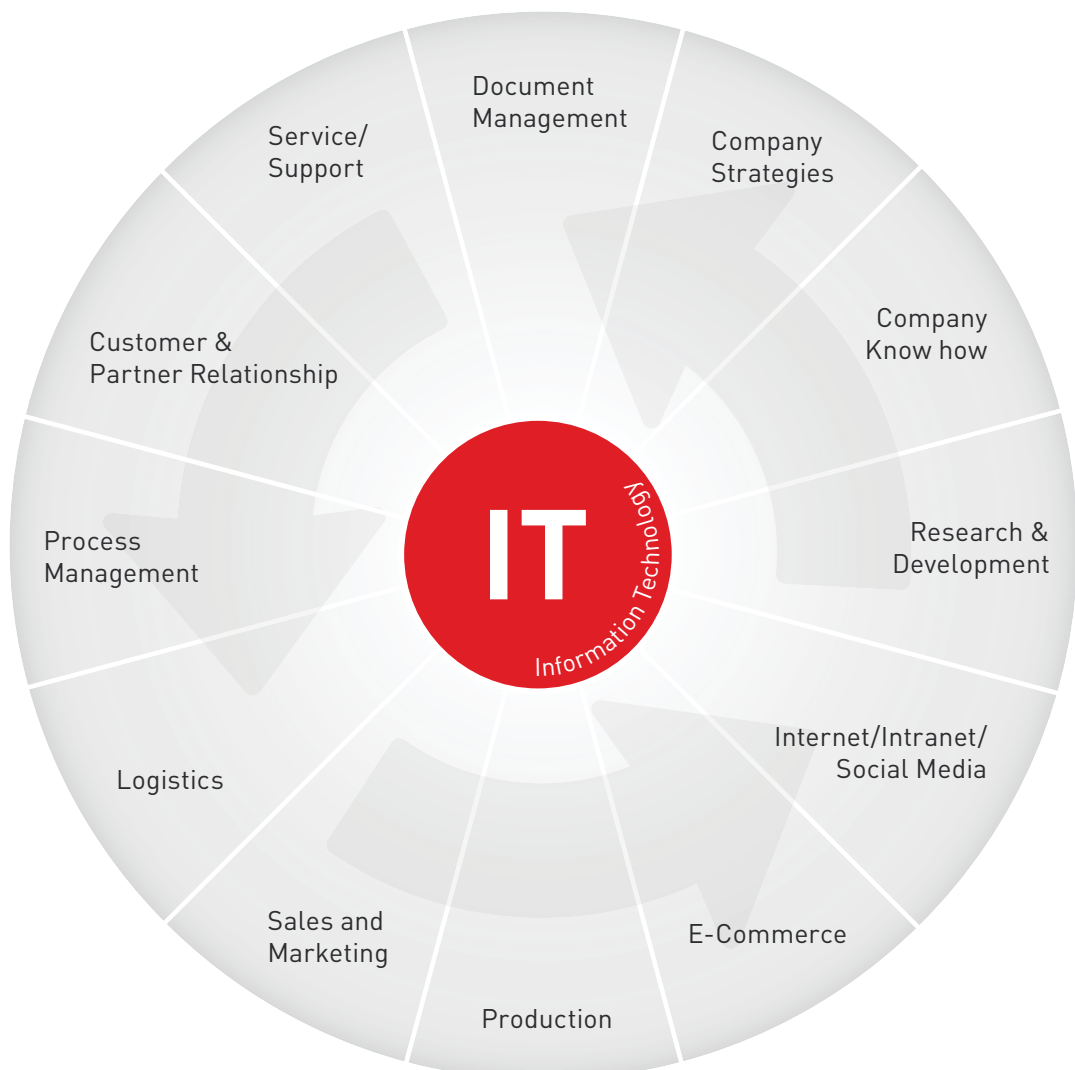 Document
Management
Company
Strategies
Company
Know how
Research &
Development
Internet/Intranet/
Social Media
E-Commerce
Production
Sales and
Marketing
Logistics
Process
Management
Customer &
Partner Relationship
Service/
Support
IT
Information Technology